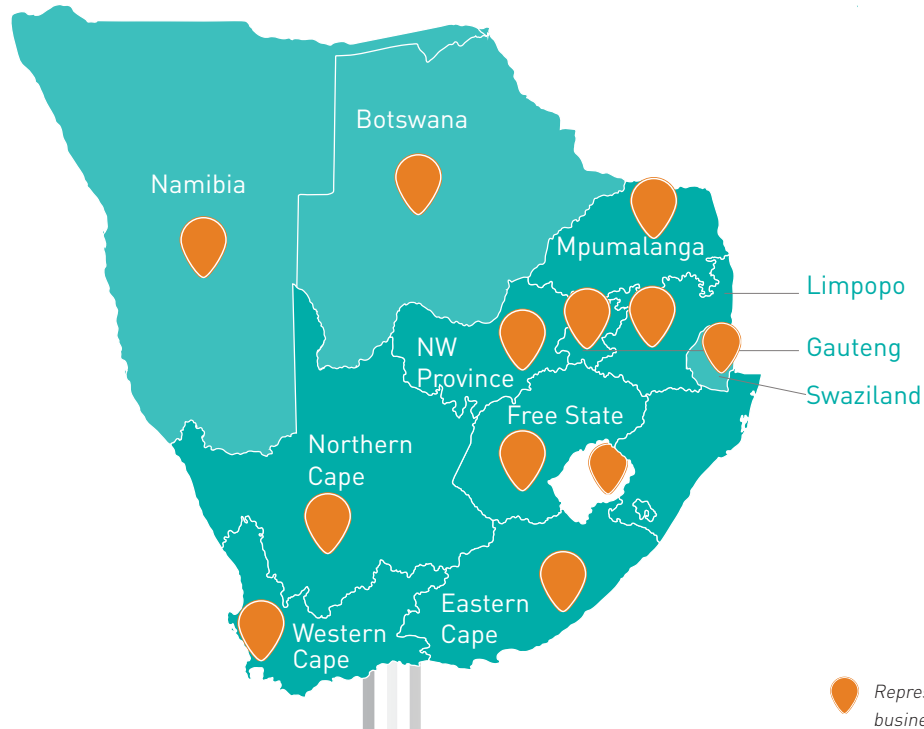 Botswana
Namibia
Mpumalanga
Limpopo
NW
Province
Gauteng
Swaziland
Free State
Northern
Cape
Eastern
Cape
Western
Cape